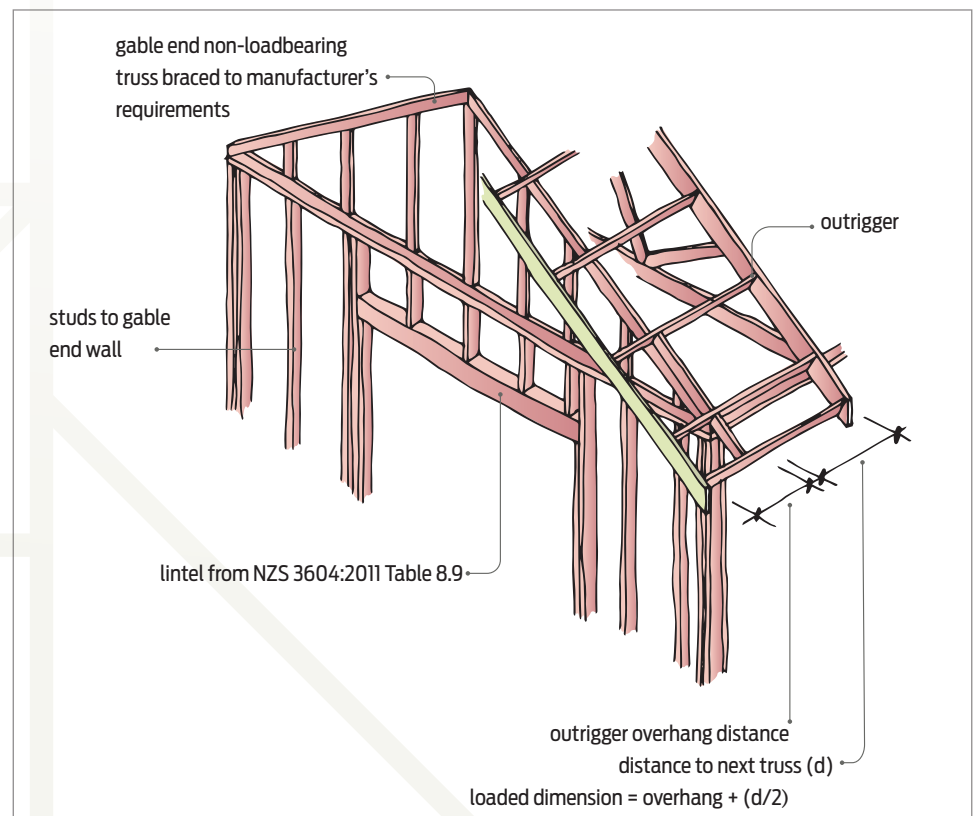 gable end non-loadbearing
truss braced to manufacturer's
requirements
outrigger
studs to gable
end wall
lintel from NZS 3604:2011 Table 8.9
outrigger overhang distance
distance to next truss (d)
loaded dimension = overhang + (d/2)